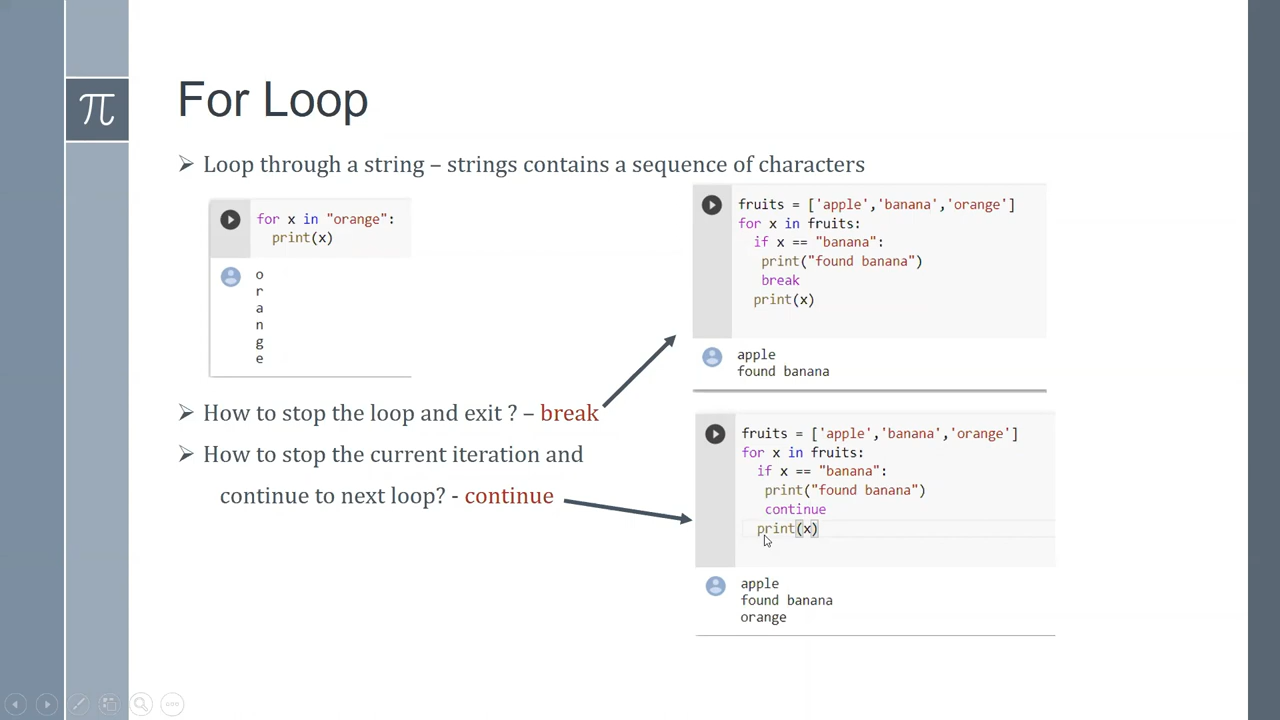 π
For Loop
➢ Loop through a string – strings contains a sequence of characters
for x in "orange":
  print(x)
o
r
a
n
g
e
fruits = ['apple','banana','orange']
for x in fruits:
  if x == "banana":
   print("found banana")
   break
  print(x)
apple
found banana
➢ How to stop the loop and exit ? – break
➢ How to stop the current iteration and
continue to next loop? - continue
fruits = ['apple','banana','orange']
for x in fruits:
  if x == "banana":
   print("found banana")
   continue
  print(x)
apple
found banana
orange